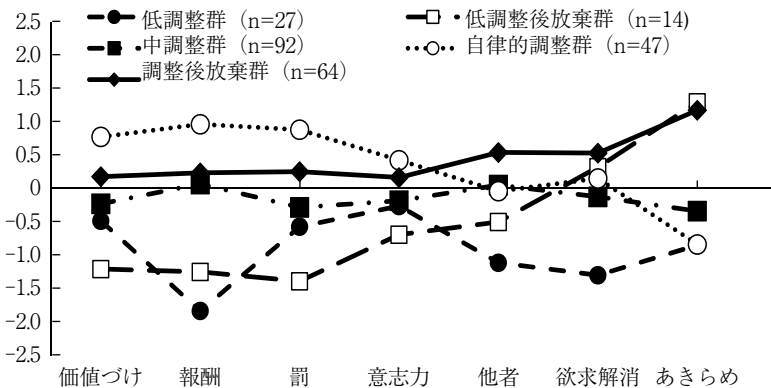 2.5
2.0
1.5
1.0
0.5
0
−0.5
−1.0
−1.5
−2.0
−2.5
低調整群（n=27）
低調整後放棄群（n=14）
中調整群（n=92）
自律的調整群（n=47）
調整後放棄群（n=64）
価値づけ 報酬 罰 意志力 他者 欲求解消 あきらめ